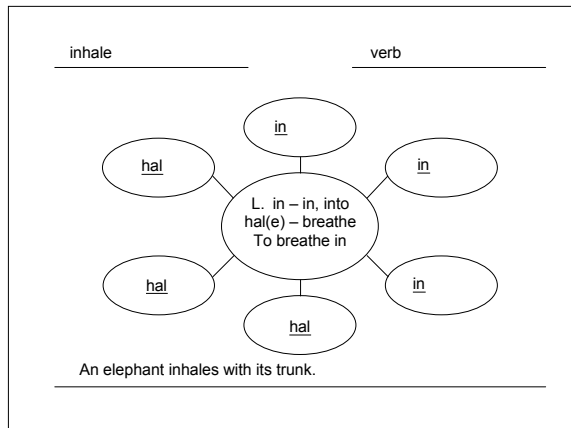 inhale
verb
in
hal
in
L. in – in, into
hal(e) – breathe
To breathe in
hal
in
hal
An elephant inhales with its trunk.